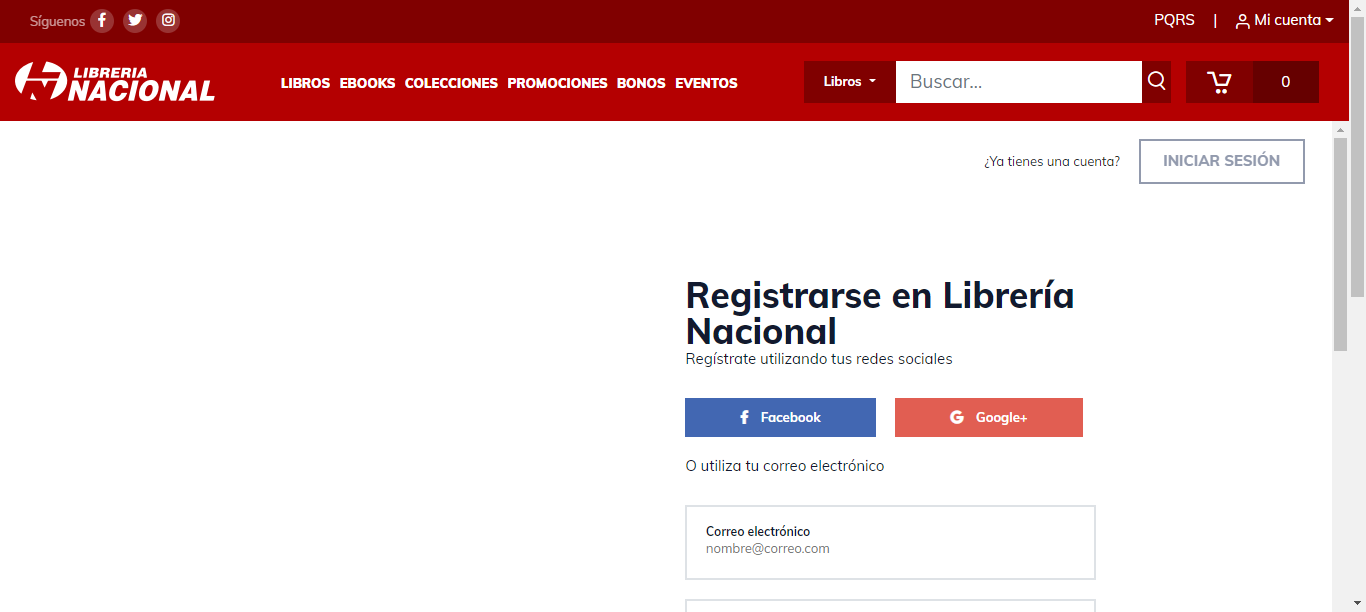 Síguenos
PQRS | Mi cuenta
LIBRERIA
NACIONAL
LIBROS EBOOKS COLECCIONES PROMOCIONES BONOS EVENTOS
Libros Buscar... 0
¿Ya tienes una cuenta? INICIAR SESIÓN
Registrarse en Librería
Nacional
Regístrate utilizando tus redes sociales
Facebook Google+
O utiliza tu correo electrónico
Correo electrónico
nombre@correo.com